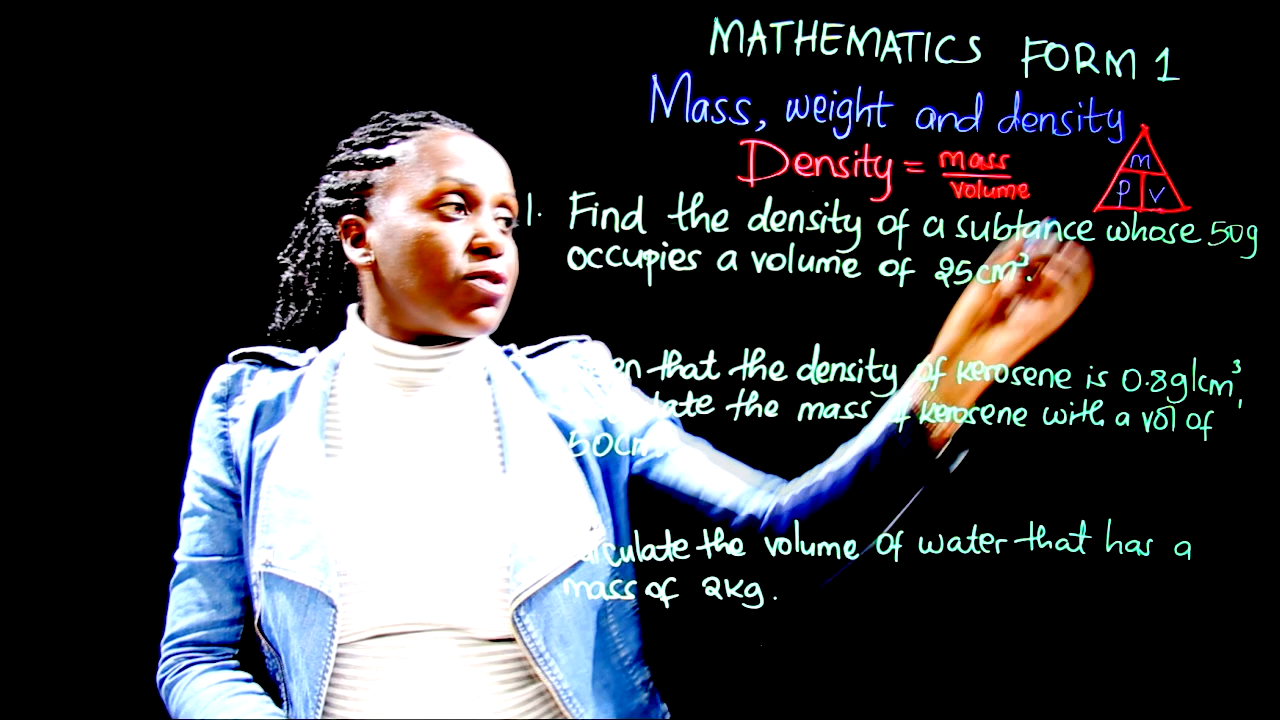 MATHEMATICS FORM 1
Mass, weight and density
Density = mass
volume
m
P V
1. Find the density of a subtance whose 50g
occupies a volume of 25cm³.
that the density of kerosene is 0.8g/cm³,
the mass of kerosene with a vol of
50cm
the volume of water that has a
mass of 2kg.